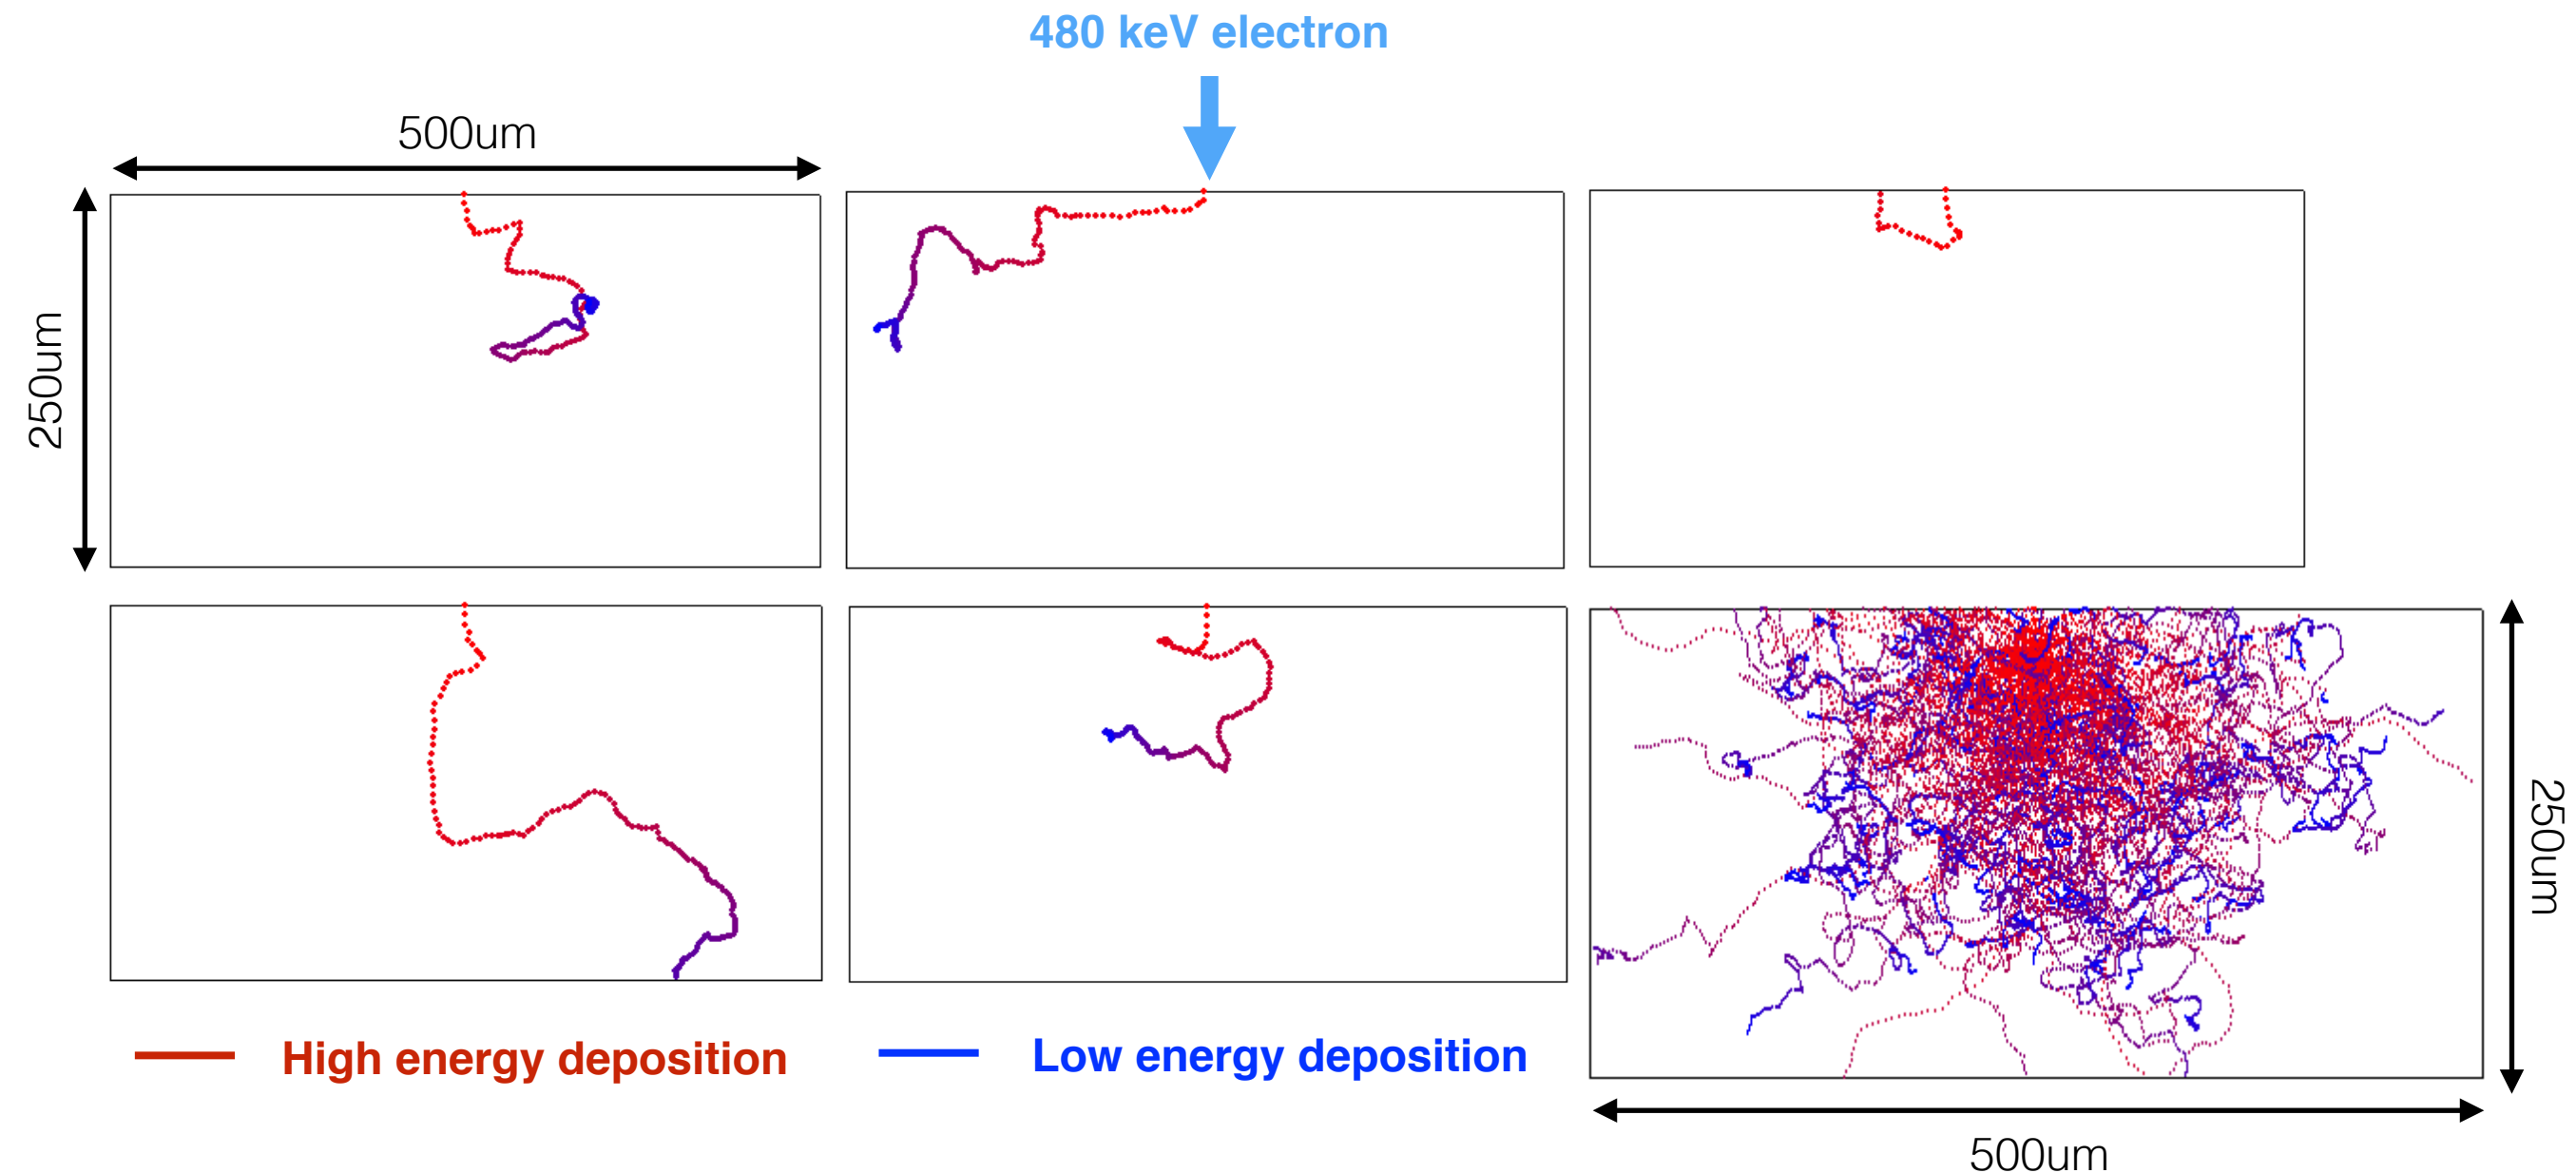 480 keV electron
500um
250um
250um
High energy deposition
Low energy deposition
500um